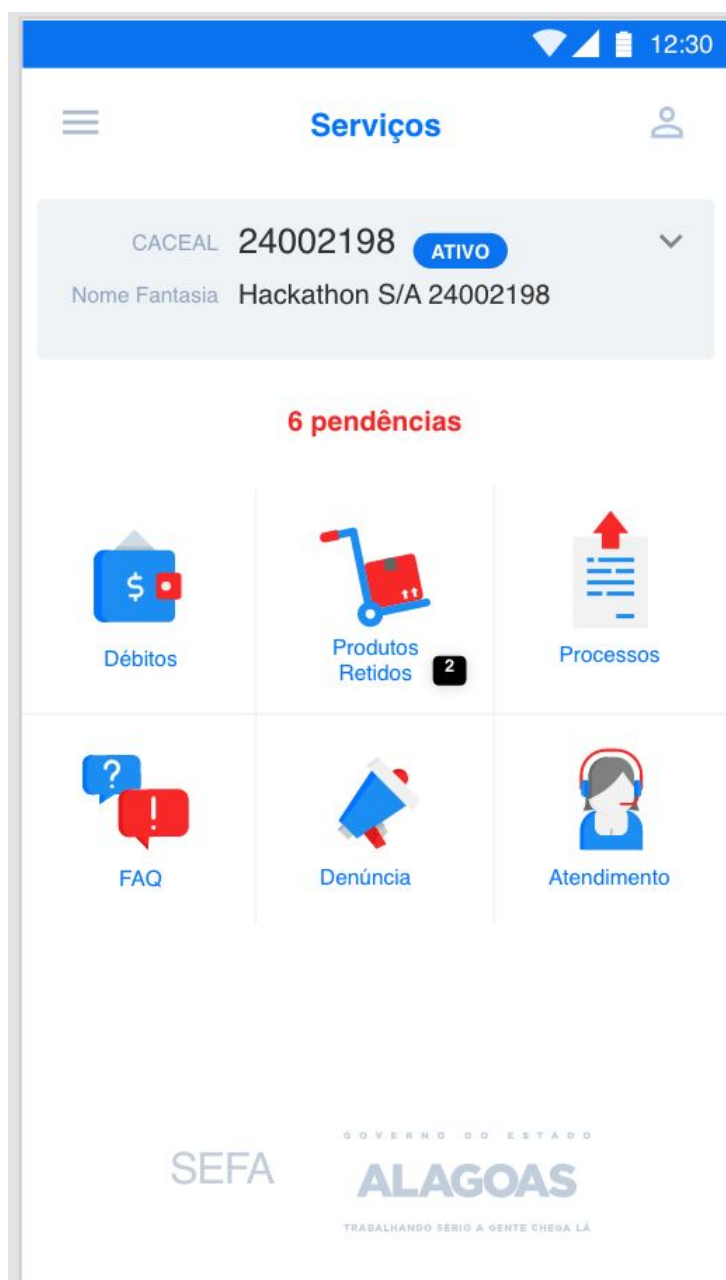 12:30
Serviços
CACEAL 24002198 ATIVO
Nome Fantasia Hackathon S/A 24002198
6 pendências
$
Débitos
Produtos
Retidos 2
Processos
?
!
FAQ
Denúncia
Atendimento
SEFA
GOVERNO DO ESTADO
ALAGOAS
TRABALHANDO SÉRIO A GENTE CHEGA LÁ